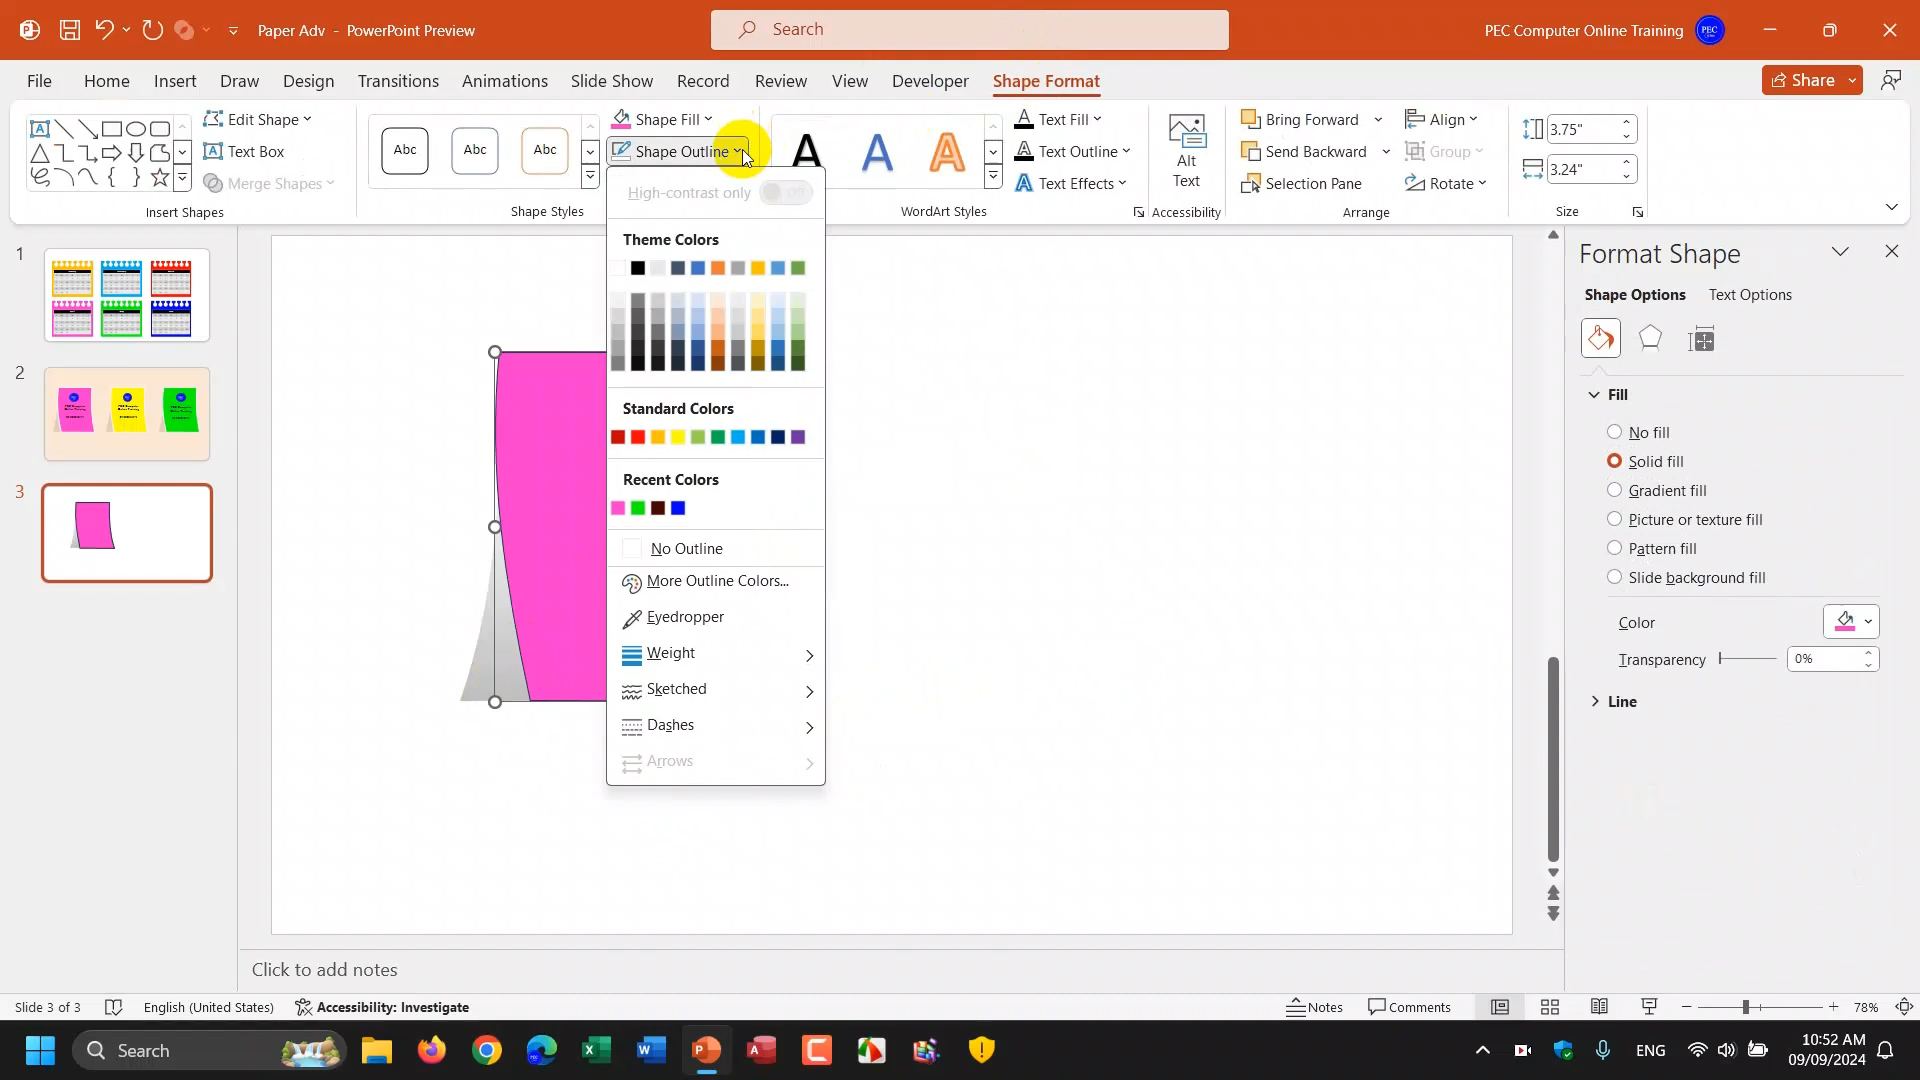 Paper Adv - PowerPoint Preview
Search
PEC Computer Online Training
PEC
File Home Insert Draw Design Transitions Animations Slide Show Record Review View Developer Shape Format
Share
Edit Shape
Text Box
Merge Shapes
Insert Shapes
Abc Abc Abc
Shape Styles
Shape Fill
Shape Outline
A A A
WordArt Styles
Text Fill
Text Outline
Text Effects
Alt
Text
Accessibility
Bring Forward
Send Backward
Selection Pane
Align
Group
Rotate
Arrange
3.75"
3.24"
Size
High-contrast only
Off
Theme Colors
Standard Colors
Recent Colors
No Outline
More Outline Colors...
Eyedropper
Weight
Sketched
Dashes
Arrows
1
2
3
Format Shape
Shape Options Text Options
Fill
No fill
Solid fill
Gradient fill
Picture or texture fill
Pattern fill
Slide background fill
Color
Transparency 0%
Line
Click to add notes
Slide 3 of 3
English (United States)
Accessibility: Investigate
Notes
Comments
78%
Search
ENG
10:52 AM
09/09/2024